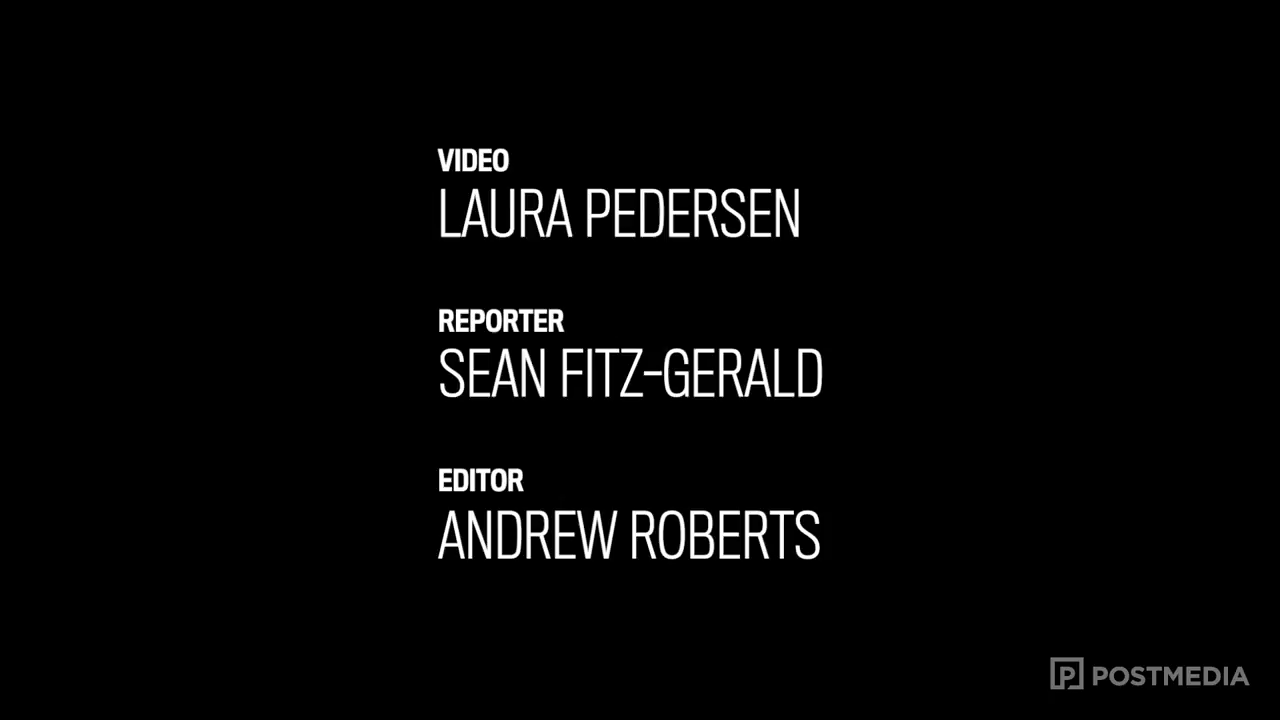 VIDEO
LAURA PEDERSEN
REPORTER
SEAN FITZ-GERALD
EDITOR
ANDREW ROBERTS
P POSTMEDIA